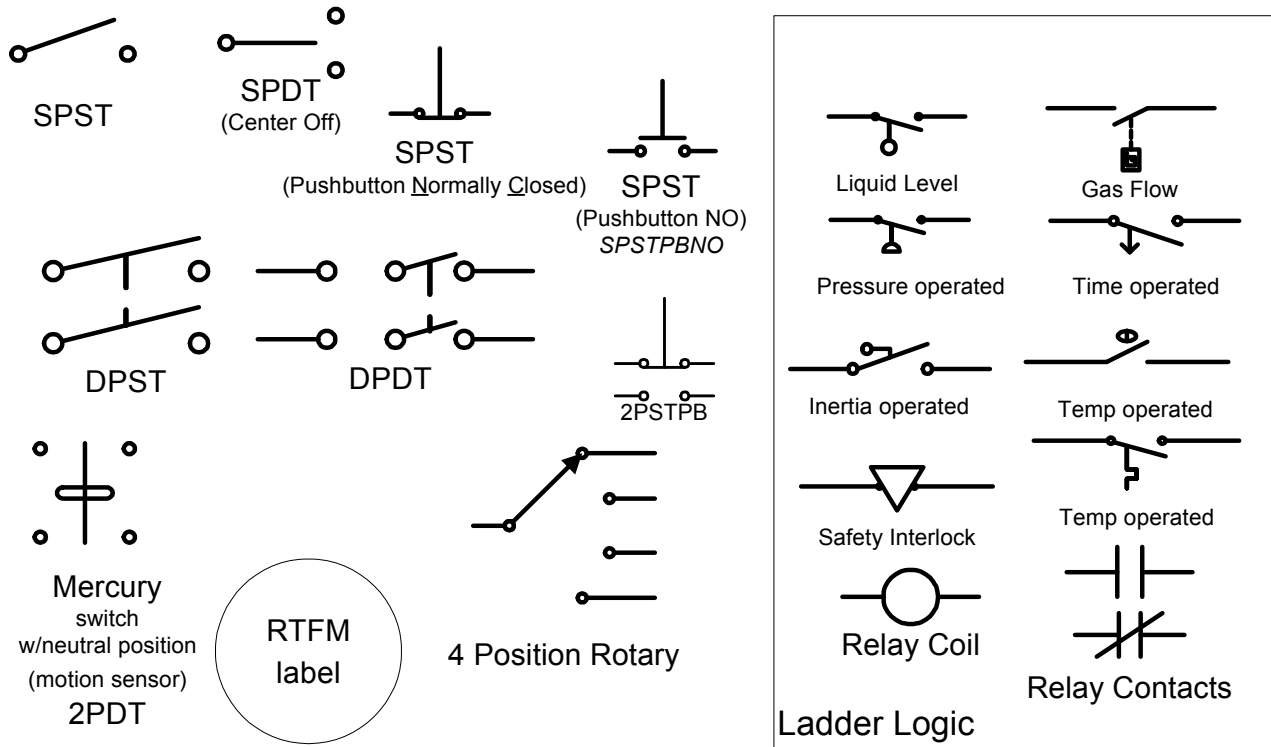 SPST
SPDT
(Center Off)
SPST
(Pushbutton Normally Closed)
SPST
(Pushbutton NO)
SPSTPBNO
DPST
DPDT
2PSTPB
Mercury
switch
w/neutral position
(motion sensor)
2PDT
RTFM
label
4 Position Rotary
Liquid Level
Gas Flow
Pressure operated
Time operated
Inertia operated
Temp operated
Safety Interlock
Temp operated
Relay Coil
Relay Contacts
Ladder Logic